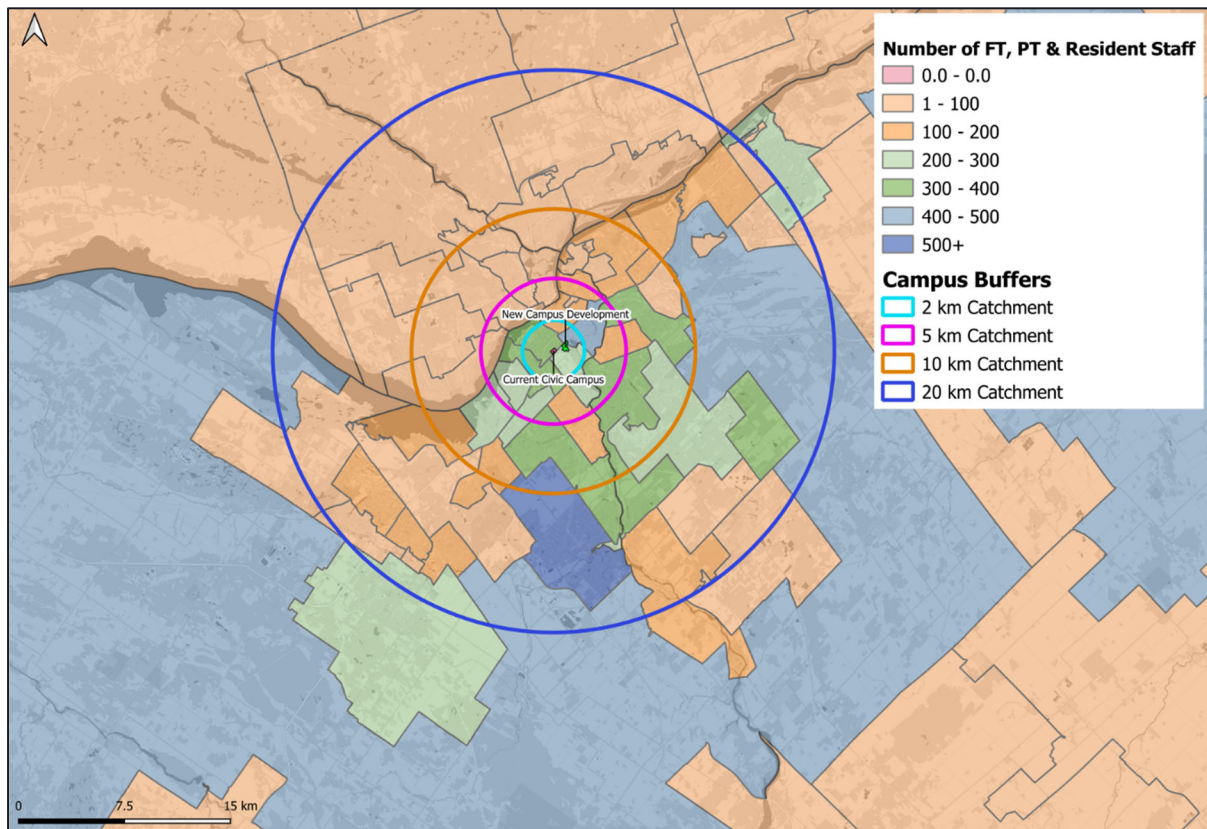 Number of FT, PT & Resident Staff
0.0 - 0.0
1 - 100
100 - 200
200 - 300
300 - 400
400 - 500
500+
Campus Buffers
2 km Catchment
5 km Catchment
10 km Catchment
20 km Catchment
New Campus Development
Current Civic Campus
0 7.5 15 km